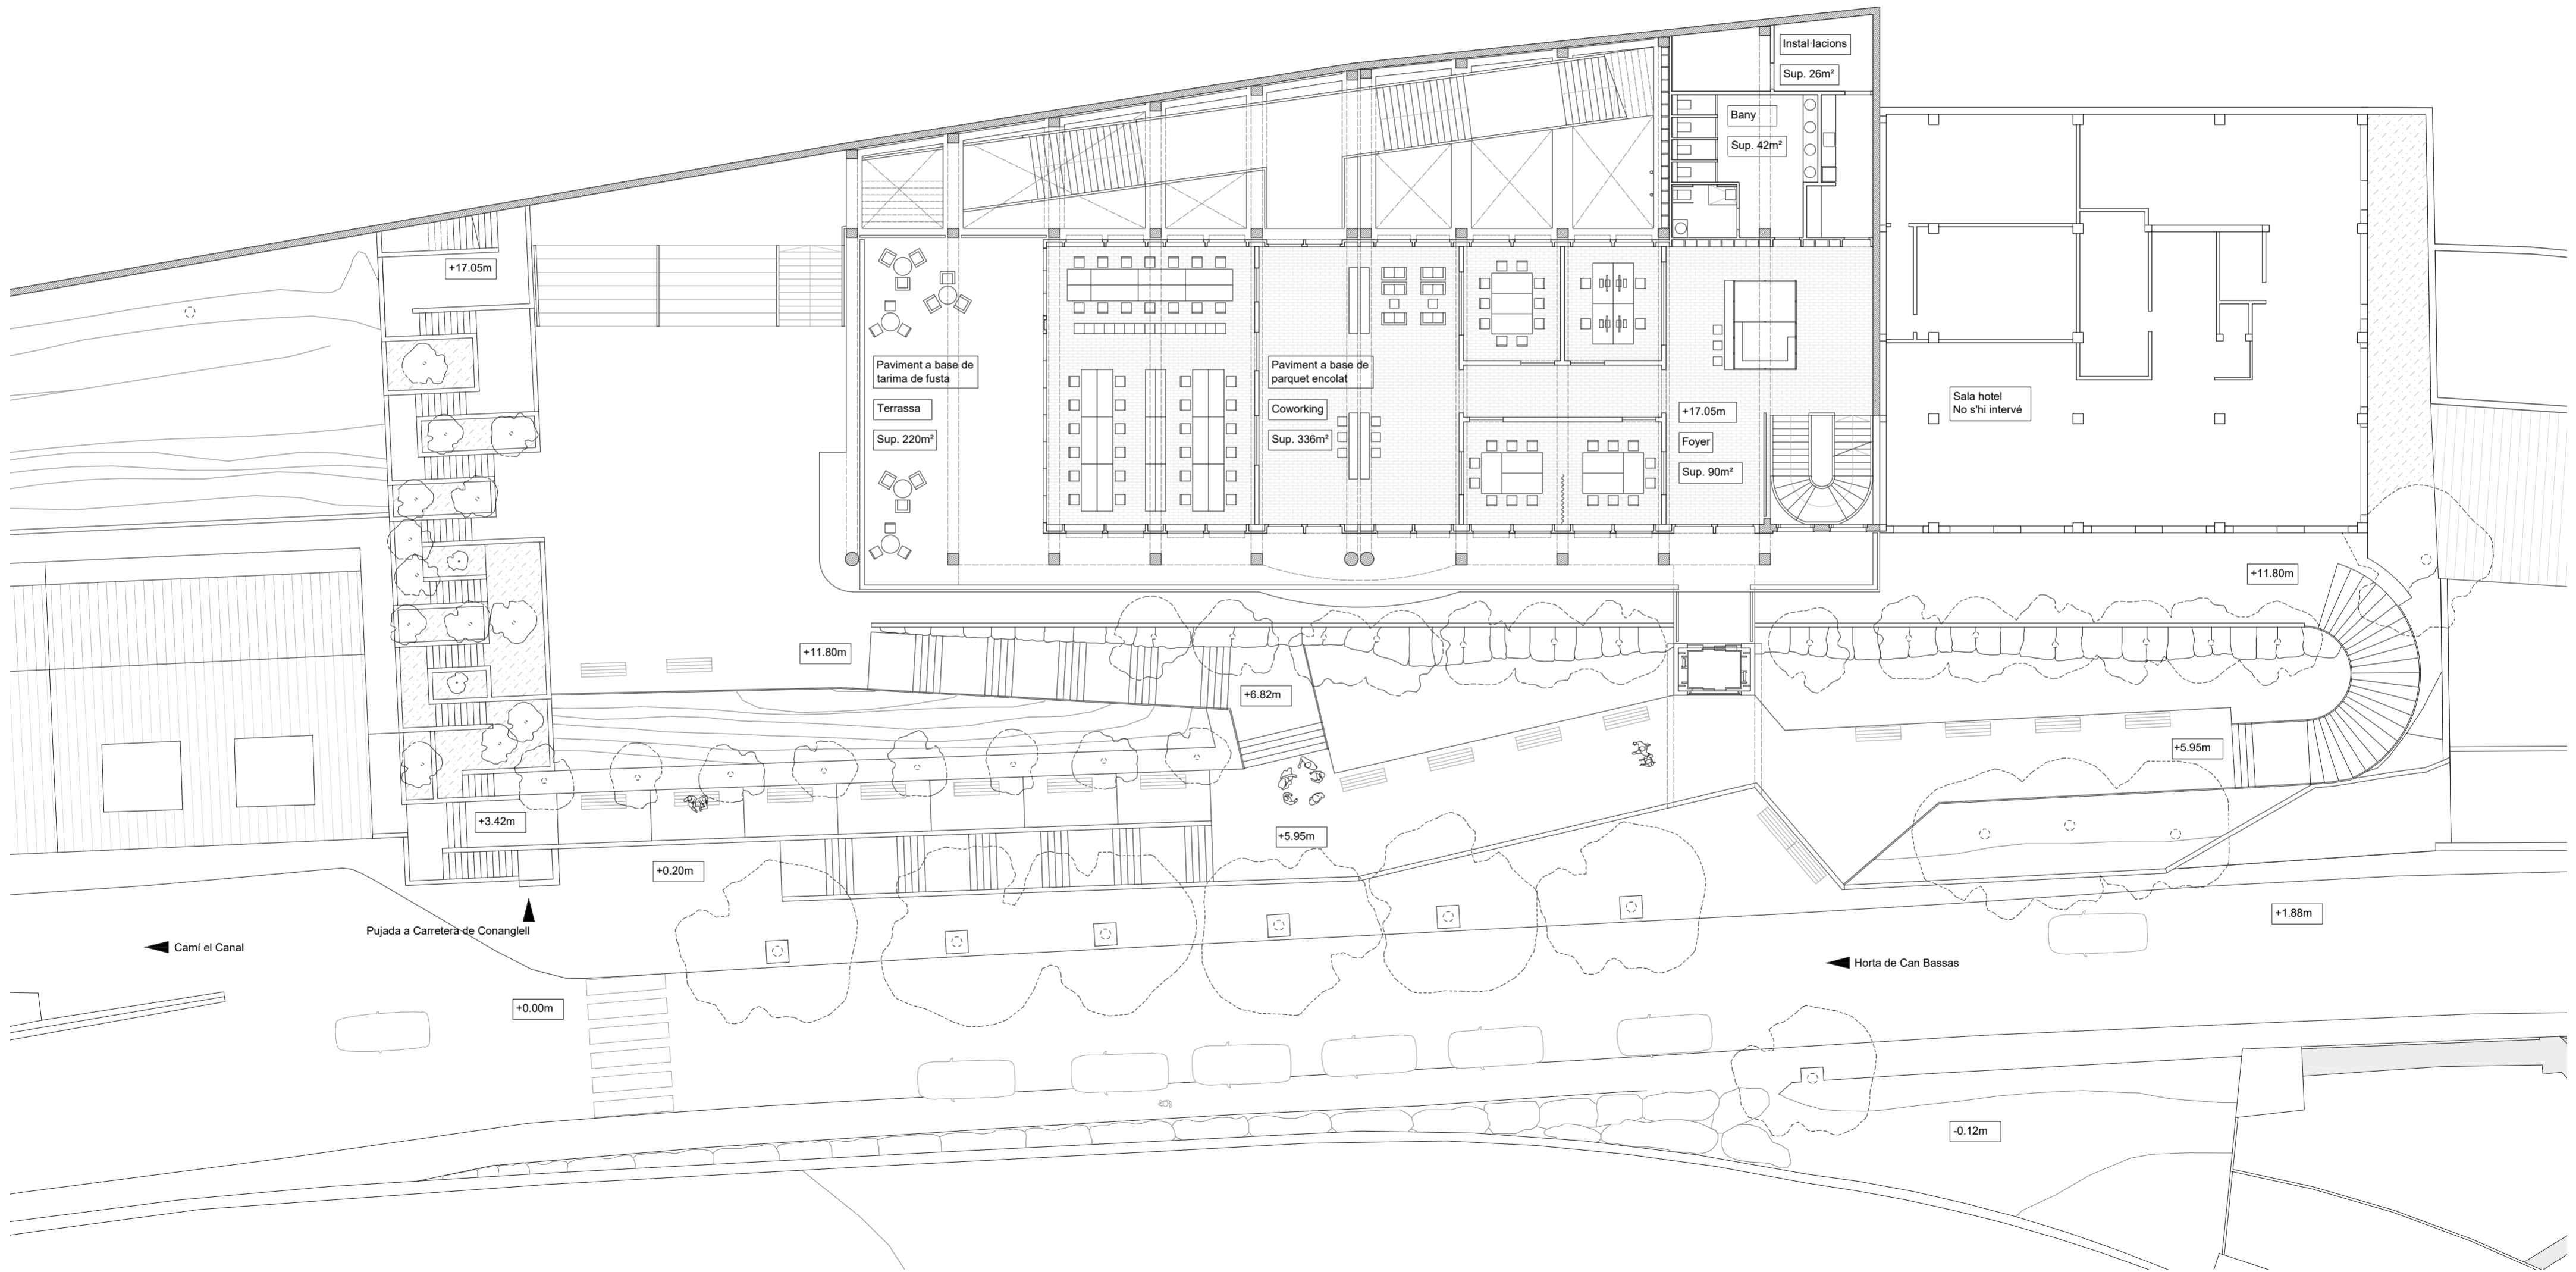 Instal·lacions
Sup. 26m²
Bany
Sup. 42m²
+17.05m
Paviment a base de
tarima de fusta
Terrassa
Sup. 220m²
Paviment a base de
parquet encolat
Coworking
Sup. 336m²
+17.05m
Foyer
Sup. 90m²
Sala hotel
No s'hi intervé
+11.80m
+11.80m
+6.82m
+5.95m
+3.42m
+5.95m
+0.20m
+1.88m
Pujada a Carretera de Conanglell
Camí el Canal
Horta de Can Bassas
+0.00m
-0.12m